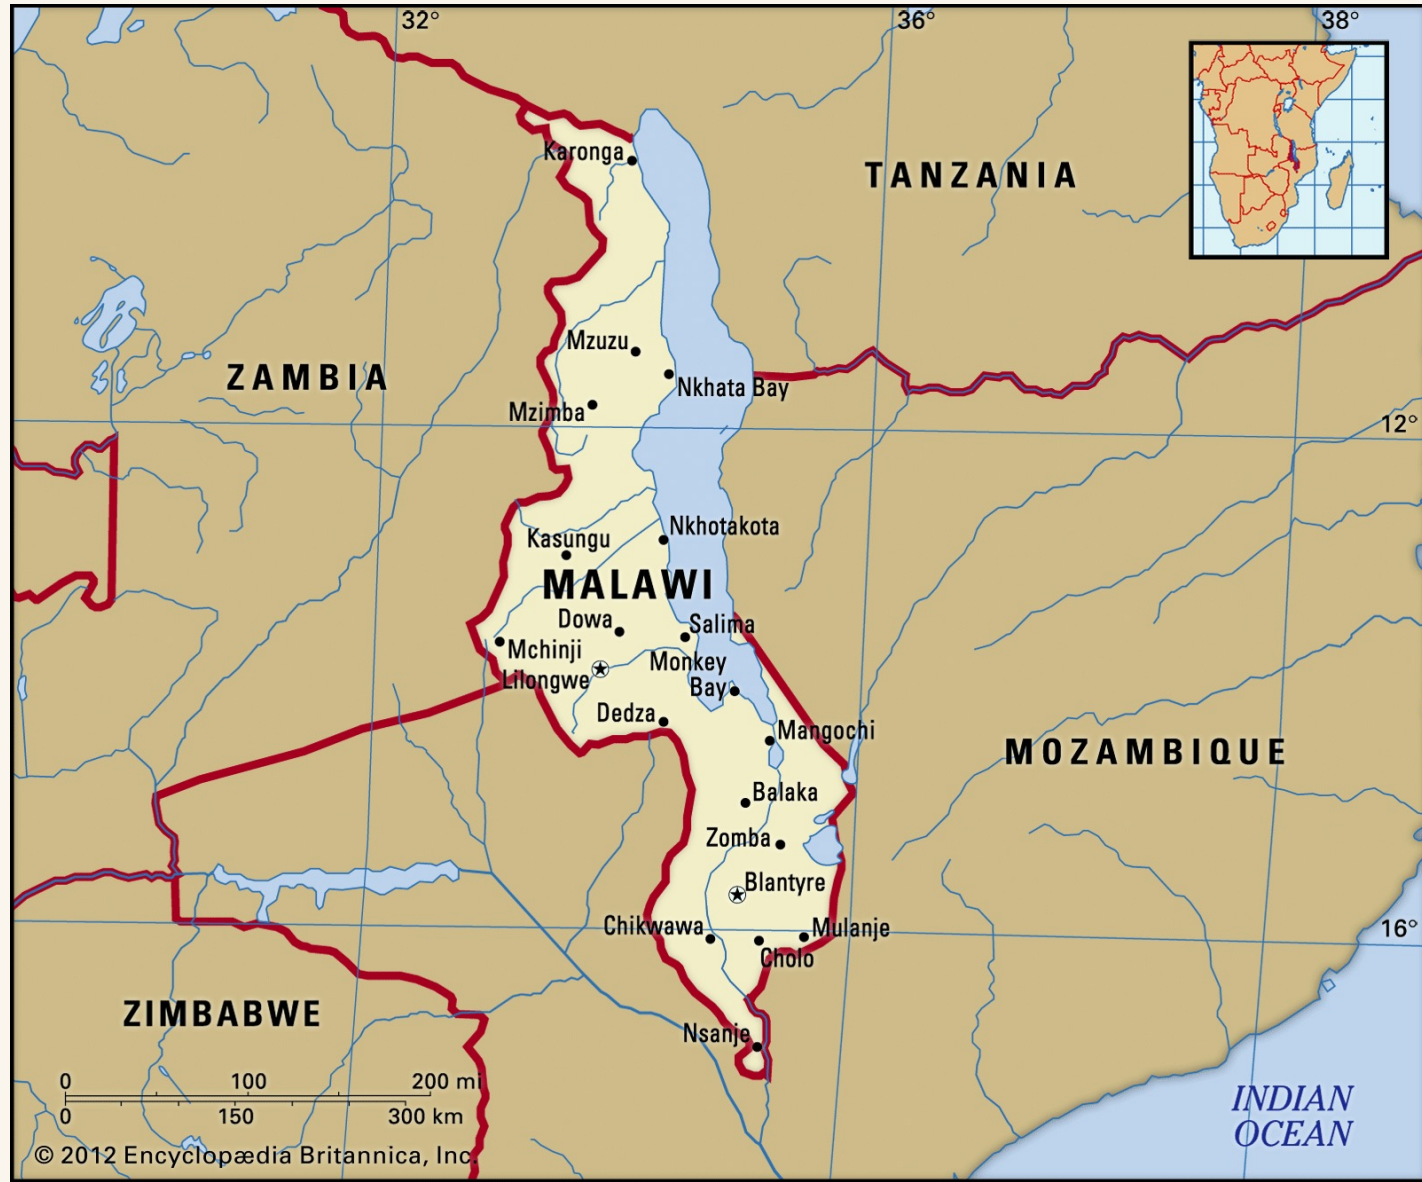 32°
36°
38°
Karonga
TANZANIA
Mzuzu
ZAMBIA
Nkhata Bay
Mzimba
12°
Nkhotakota
Kasungu
MALAWI
Dowa
Salima
Mchinji
Monkey
Bay
Lilongwe
Dedza
Mangochi
MOZAMBIQUE
Balaka
Zomba
Blantyre
Chikwawa
Mulanje
16°
Cholo
ZIMBABWE
Nsanje
0 100 200 mi
0 150 300 km
INDIAN
OCEAN
© 2012 Encyclopædia Britannica, Inc.